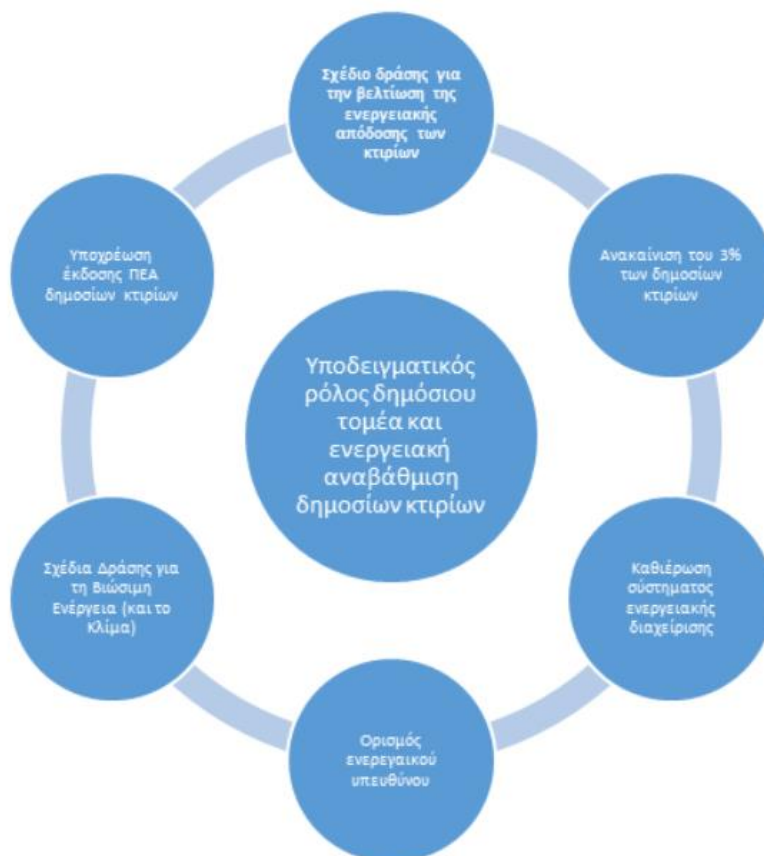 Σχέδιο δράσης για
την βελτίωση της
ενεργειακής
απόδοσης των
κτιρίων
Ανακαίνιση του 3%
των δημοσίων
κτιρίων
Καθιέρωση
σύστηματος
ενεργειακής
διαχείρισης
Ορισμός
ενερεγαικού
υπευθύνου
Σχέδια Δράσης για
τη Βιώσιμη
Ενέργεια (και το
Κλίμα)
Υποχρέωση
έκδοσης ΠΕΑ
δημοσίων κτιρίων
Υποδειγματικός
ρόλος δημόσιου
τομέα και
ενεργειακή
αναβάθμιση
δημοσίων κτιρίων